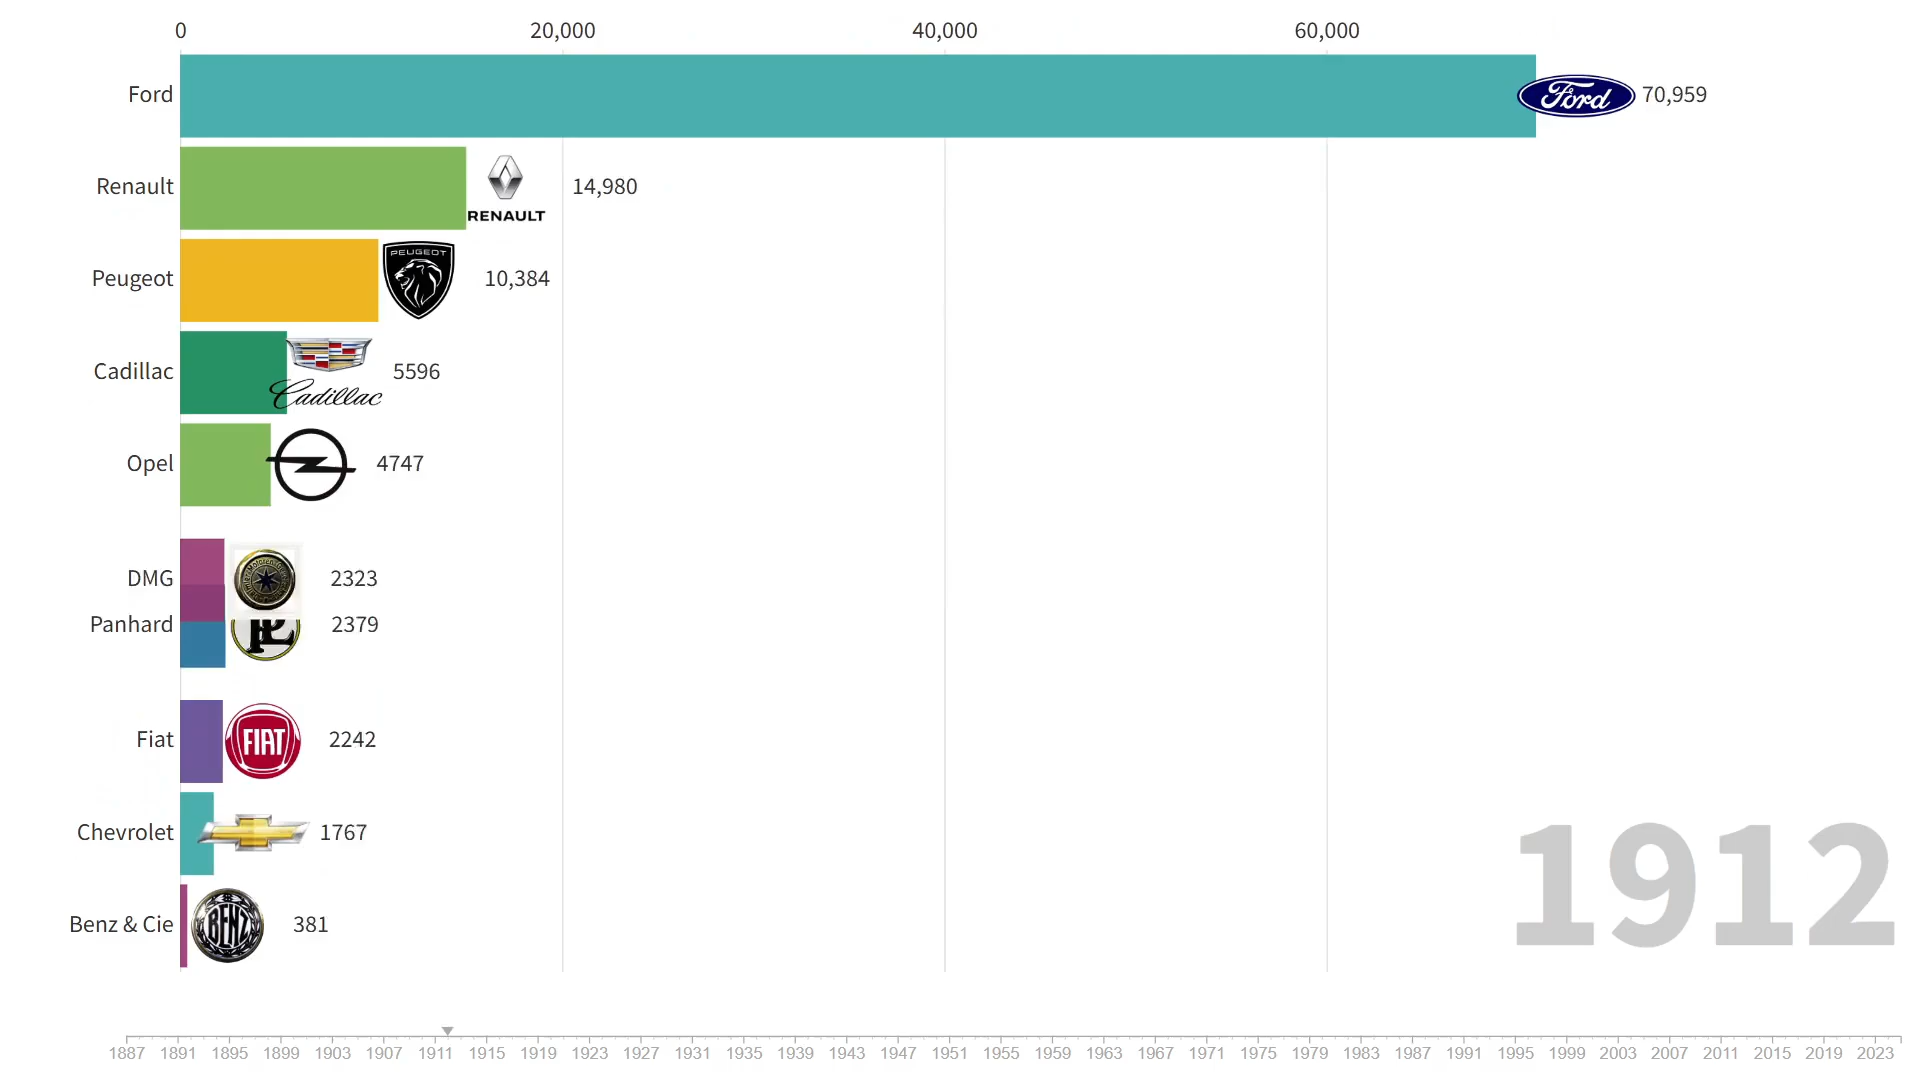 0 20,000 40,000 60,000
Ford Ford 70,959
Renault RENAULT 14,980
Peugeot PEUGEOT 10,384
Cadillac Cadillac 5596
Opel 4747
DMG 2323
Panhard PL 2379
Fiat FIAT 2242
Chevrolet 1767
Benz & Cie BENZ 381
1912
1887 1891 1895 1899 1903 1907 1911 1915 1919 1923 1927 1931 1935 1939 1943 1947 1951 1955 1959 1963 1967 1971 1975 1979 1983 1987 1991 1995 1999 2003 2007 2011 2015 2019 2023